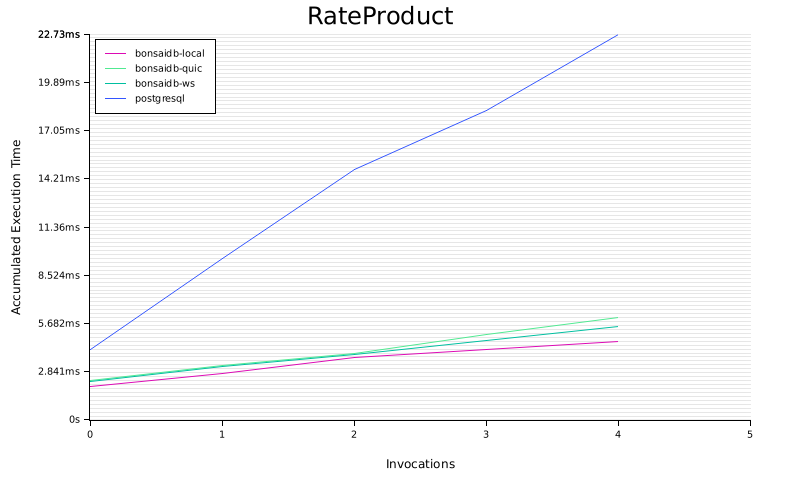 RateProduct
22.73ms
bonsaidb-local
bonsaidb-quic
bonsaidb-ws
postgresql
19.89ms
17.05ms
14.21ms
11.36ms
8.524ms
5.682ms
2.841ms
0s
Accumulated Execution Time
0 1 2 3 4 5
Invocations